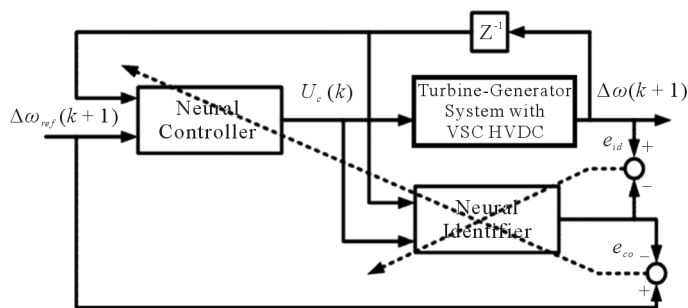 Z⁻¹
Δω_ref(k+1)
Neural
Controller
U_c(k)
Turbine-Generator
System with
VSC HVDC
Δω(k+1)
e_id
+
−
Neural
Identifier
e_co
−
+